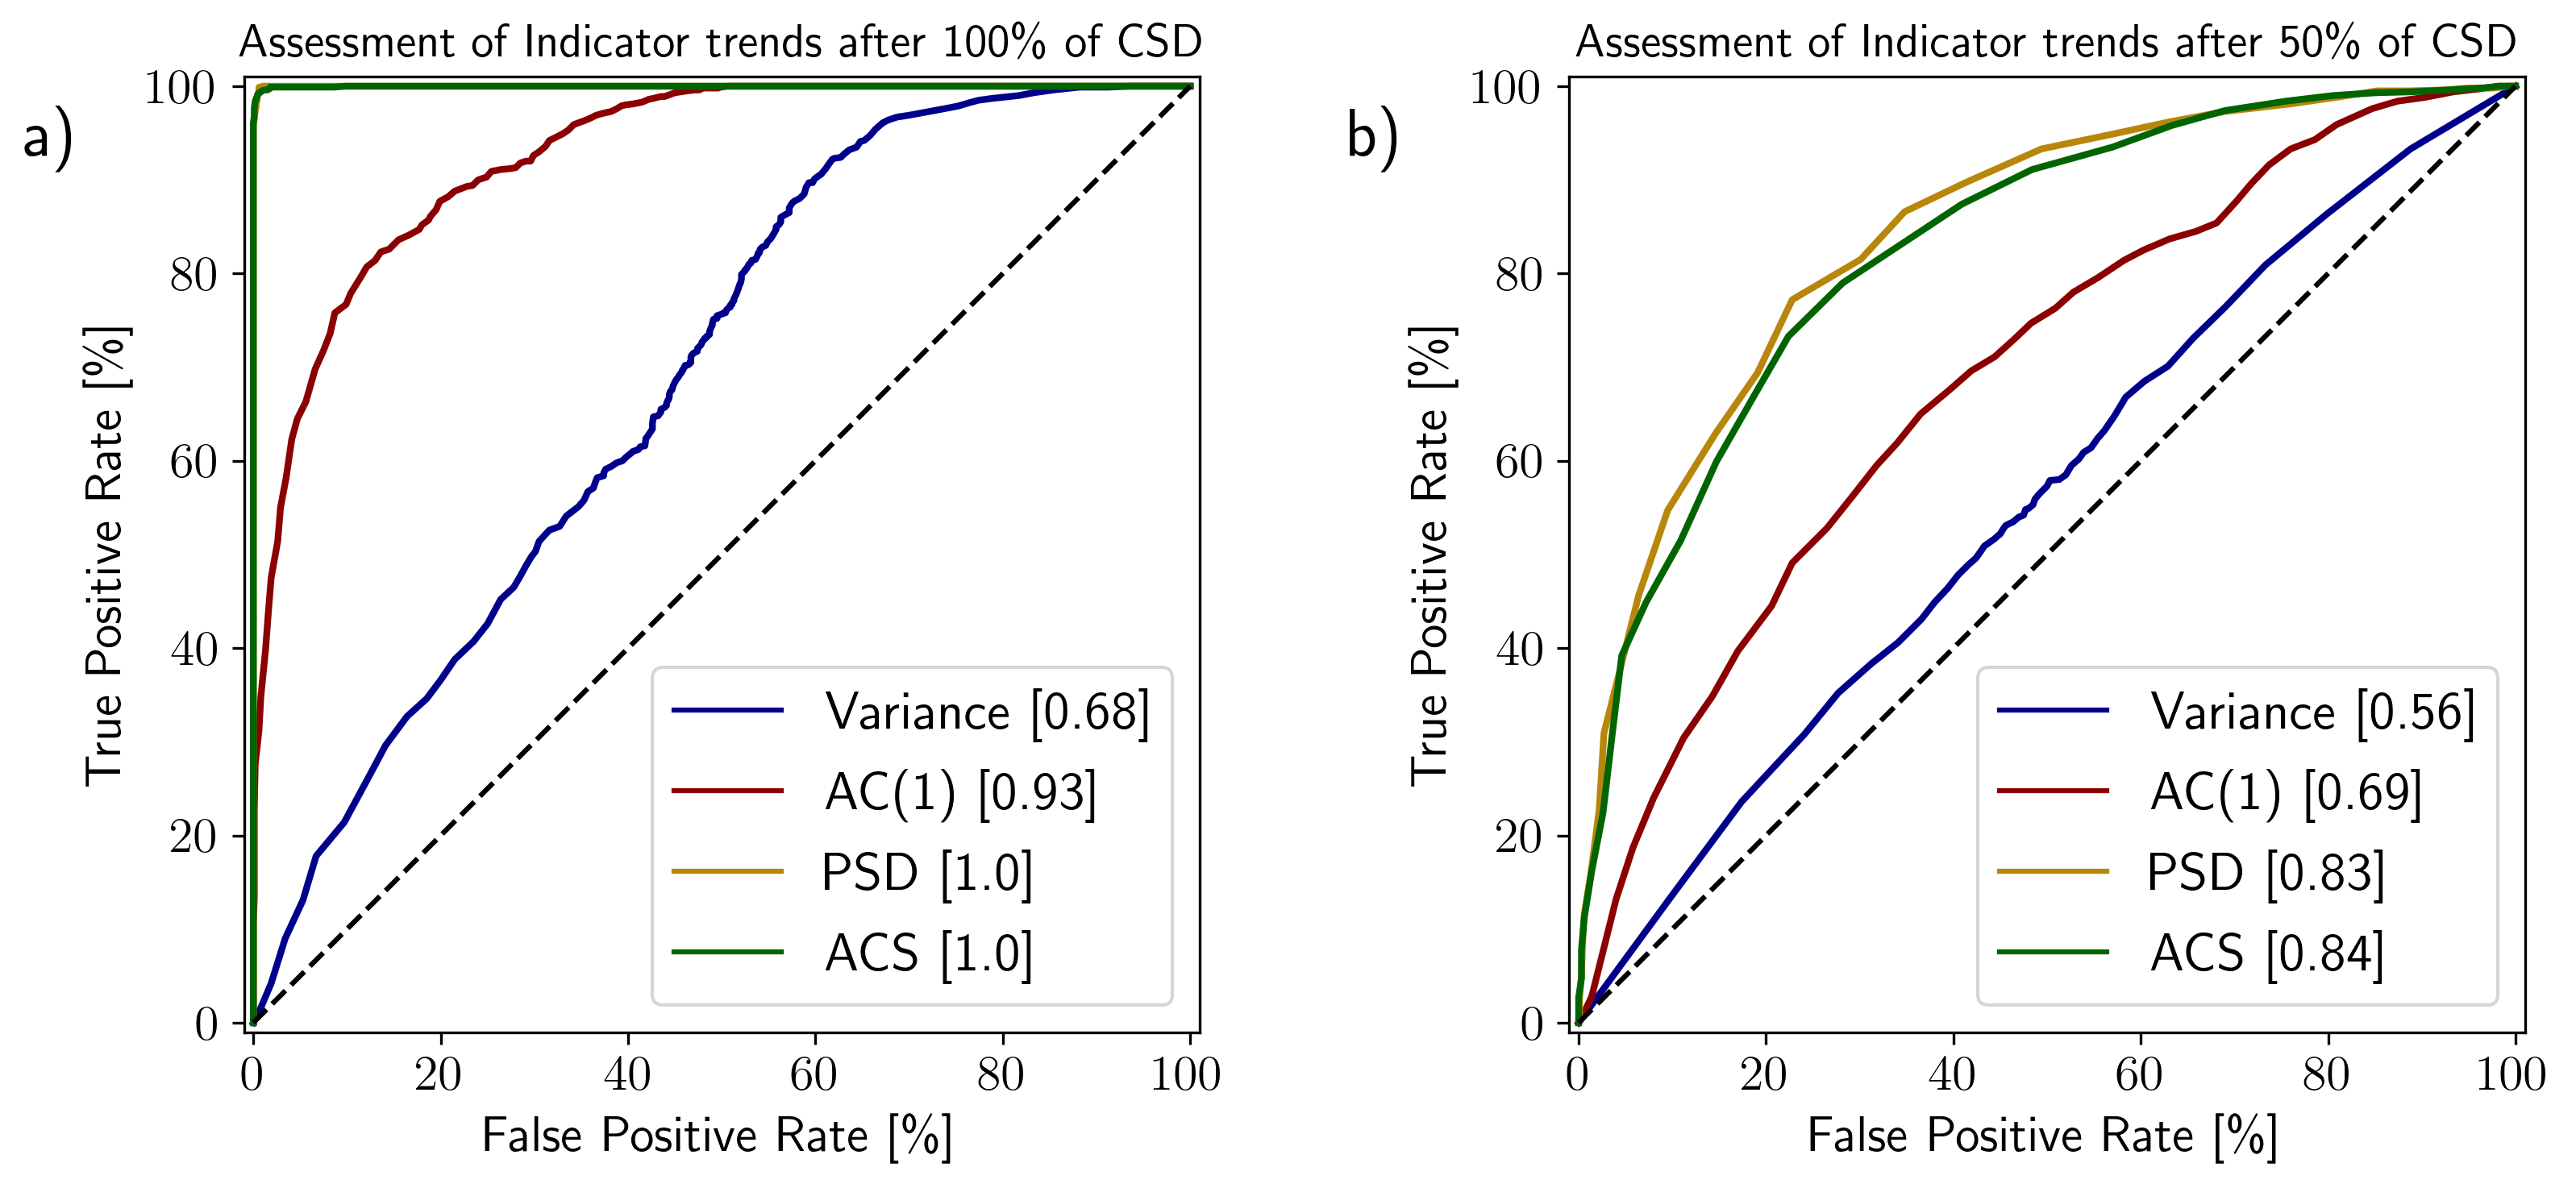 Assessment of Indicator trends after 100% of CSD
a)
100
80
60
40
20
0
True Positive Rate [%]
Variance [0.68]
AC(1) [0.93]
PSD [1.0]
ACS [1.0]
0 20 40 60 80 100
False Positive Rate [%]
Assessment of Indicator trends after 50% of CSD
b)
100
80
60
40
20
0
True Positive Rate [%]
Variance [0.56]
AC(1) [0.69]
PSD [0.83]
ACS [0.84]
0 20 40 60 80 100
False Positive Rate [%]